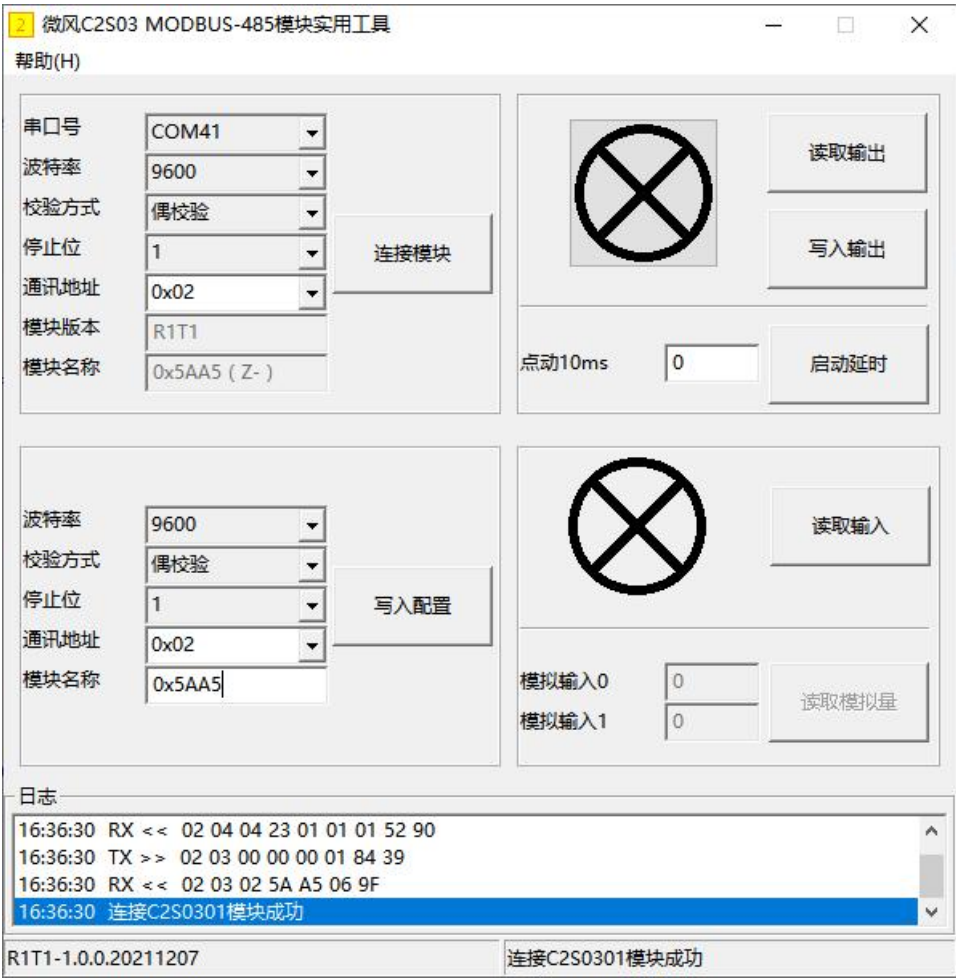 2 微风C2S03 MODBUS-485模块实用工具
帮助(H)
串口号 COM41
波特率 9600
校验方式 偶校验
停止位 1
通讯地址 0x02
模块版本 R1T1
模块名称 0x5AA5 ( Z- )
连接模块
读取输出
写入输出
点动10ms 0 启动延时
波特率 9600
校验方式 偶校验
停止位 1
通讯地址 0x02
模块名称 0x5AA5
写入配置
读取输入
模拟输入0 0
模拟输入1 0
读取模拟量
日志
16:36:30 RX << 02 04 04 23 01 01 01 52 90
16:36:30 TX >> 02 03 00 00 00 01 84 39
16:36:30 RX << 02 03 02 5A A5 06 9F
16:36:30 连接C2S0301模块成功
R1T1-1.0.0.20211207 连接C2S0301模块成功